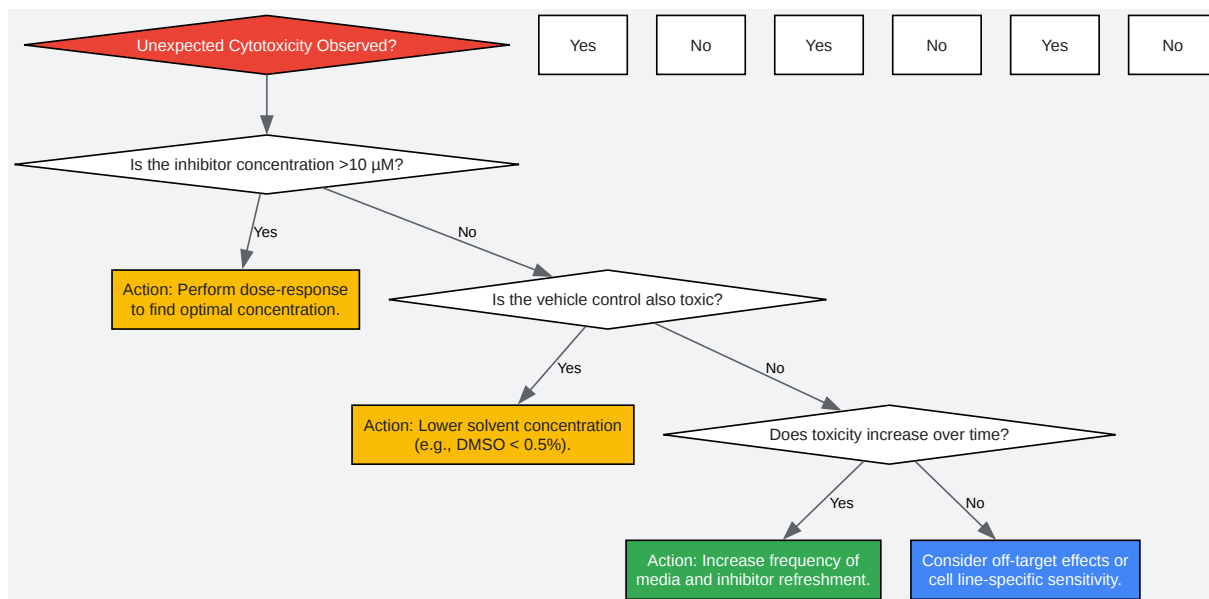 Unexpected Cytotoxicity Observed?
Yes
No
Yes
No
Yes
No
Is the inhibitor concentration >10 µM?
Yes
No
Action: Perform dose-response
to find optimal concentration.
Is the vehicle control also toxic?
Yes
No
Action: Lower solvent concentration
(e.g., DMSO < 0.5%).
Does toxicity increase over time?
Yes
No
Action: Increase frequency of
media and inhibitor refreshment.
Consider off-target effects or
cell line-specific sensitivity.